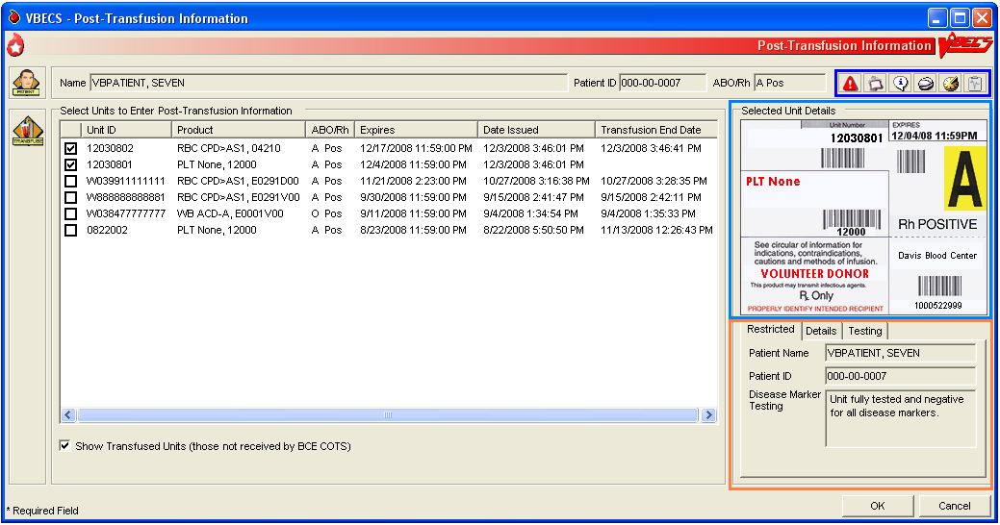 VBECS - Post-Transfusion Information
Post-Transfusion Information VBECS
PATIENT
Name VBPATIENT, SEVEN Patient ID 000-00-0007 ABO/Rh A Pos
TRANSFUSE
Select Units to Enter Post-Transfusion Information
Unit ID Product ABO/Rh Expires Date Issued Transfusion End Date
12030802 RBC CPD>AS1, 04210 A Pos 12/17/2008 11:59:00 PM 12/3/2008 3:46:01 PM 12/3/2008 3:46:41 PM
12030801 PLT None, 12000 A Pos 12/4/2008 11:59:00 PM 12/3/2008 3:46:01 PM
W039911111111 RBC CPD>AS1, E0291D00 A Pos 11/21/2008 2:23:00 PM 10/27/2008 3:16:38 PM 10/27/2008 3:28:35 PM
W888888888881 RBC CPD>AS1, E0291V00 A Pos 9/30/2008 11:59:00 PM 9/15/2008 2:41:47 PM 9/15/2008 2:42:11 PM
W038477777777 WB ACD-A, E0001V00 O Pos 9/11/2008 11:59:00 PM 9/4/2008 1:34:54 PM 9/4/2008 1:35:33 PM
0822002 PLT None, 12000 A Pos 8/23/2008 11:59:00 PM 8/22/2008 5:50:50 PM 11/13/2008 12:26:43 PM
Show Transfused Units (those not received by BCE COTS)
Selected Unit Details
Unit Number
12030801
EXPIRES
12/04/08 11:59PM
PLT None
12000
A
Rh POSITIVE
See circular of information for
indications, contraindications,
cautions and methods of infusion.
VOLUNTEER DONOR
This product may transmit infectious agents.
Rx Only
PROPERLY IDENTIFY INTENDED RECIPIENT
Davis Blood Center
1000522999
Restricted Details Testing
Patient Name VBPATIENT, SEVEN
Patient ID 000-00-0007
Disease Marker Testing
Unit fully tested and negative
for all disease markers.
* Required Field
OK Cancel